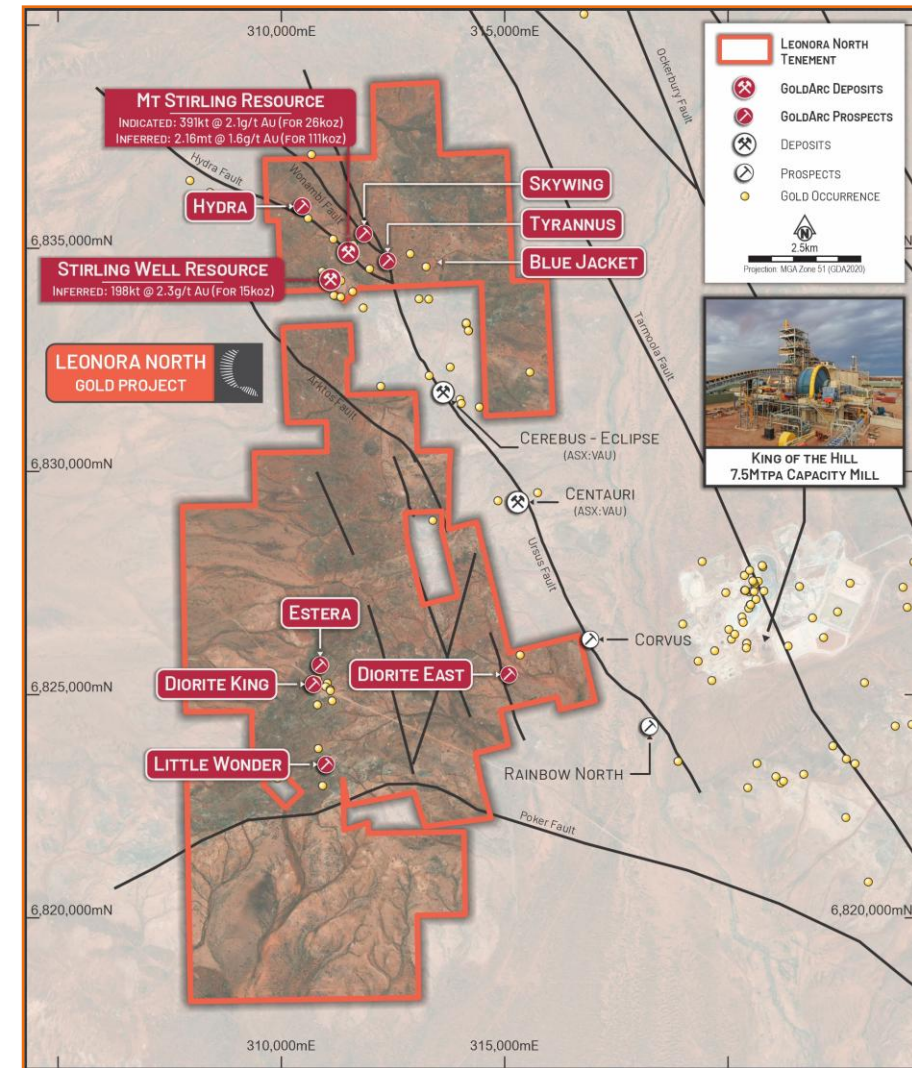 310,000mE
315,000mE
Ockerbury Fault
LEONORA NORTH
TENEMENT
GOLDARC DEPOSITS
GOLDARC PROSPECTS
DEPOSITS
PROSPECTS
GOLD OCCURRENCE
N
2.5km
Projection: MGA Zone 51 (GDA2020)
MT STIRLING RESOURCE
INDICATED: 391KT @ 2.1G/T AU (FOR 26KOZ)
INFERRED: 2.16MT @ 1.6G/T AU (FOR 111KOZ)
Hydra Fault
Wonambi Fault
SKYWING
HYDRA
TYRANNUS
6,835,000mN
BLUE JACKET
STIRLING WELL RESOURCE
INFERRED: 198KT @ 2.3G/T AU (FOR 15KOZ)
Tarmoola Fault
LEONORA NORTH
GOLD PROJECT
Arktos Fault
CEREBUS - ECLIPSE
(ASX:VAU)
KING OF THE HILL
7.5MTPA CAPACITY MILL
6,830,000mN
CENTAURI
(ASX:VAU)
Ursus Fault
ESTERA
CORVUS
DIORITE KING
DIORITE EAST
6,825,000mN
LITTLE WONDER
RAINBOW NORTH
Poker Fault
6,820,000mN
6,820,000mN
310,000mE
315,000mE